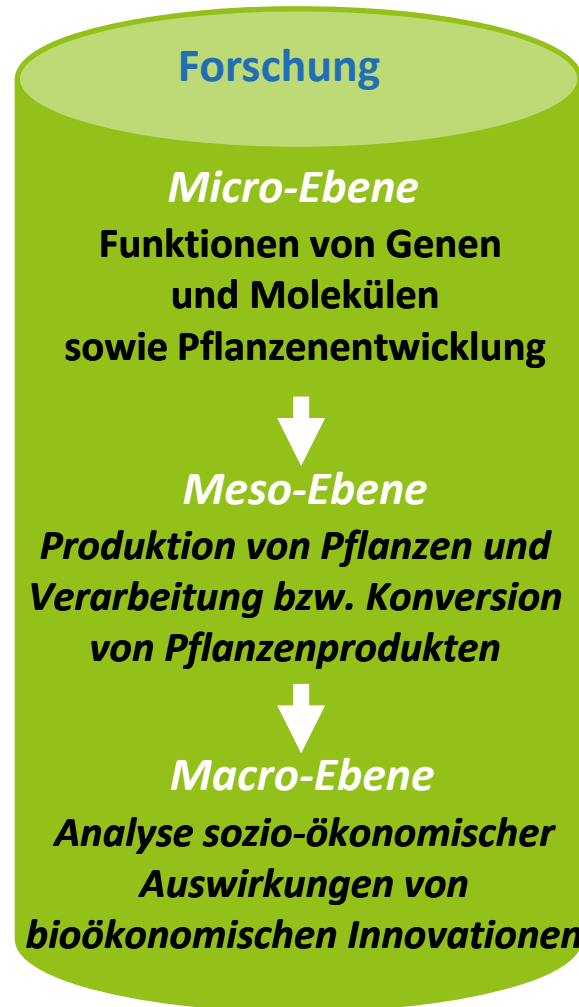 Forschung
Micro-Ebene
Funktionen von Genen
und Molekülen
sowie Pflanzenentwicklung
Meso-Ebene
Produktion von Pflanzen und
Verarbeitung bzw. Konversion
von Pflanzenprodukten
Macro-Ebene
Analyse sozio-ökonomischer
Auswirkungen von
bioökonomischen Innovationen